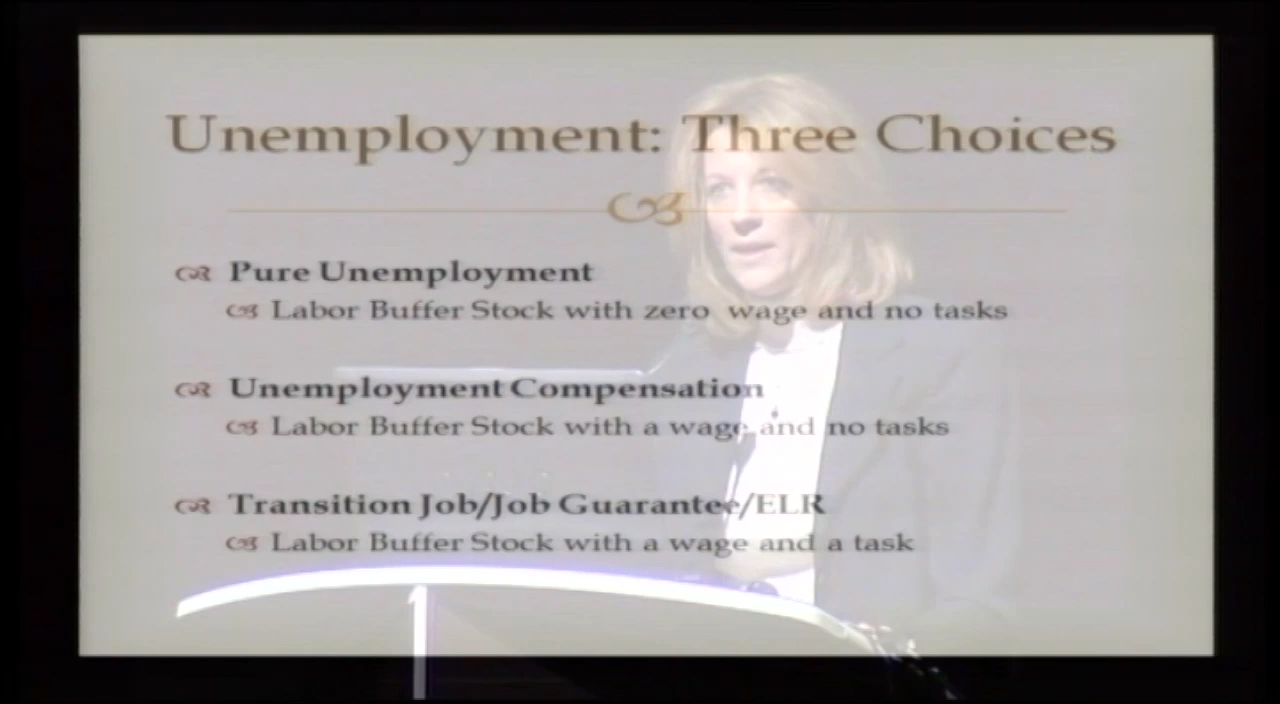 Unemployment: Three Choices
Pure Unemployment
Labor Buffer Stock with zero wage and no tasks
Unemployment Compensation
Labor Buffer Stock with a wage and no tasks
Transition Job/Job Guarantee/ELR
Labor Buffer Stock with a wage and a task